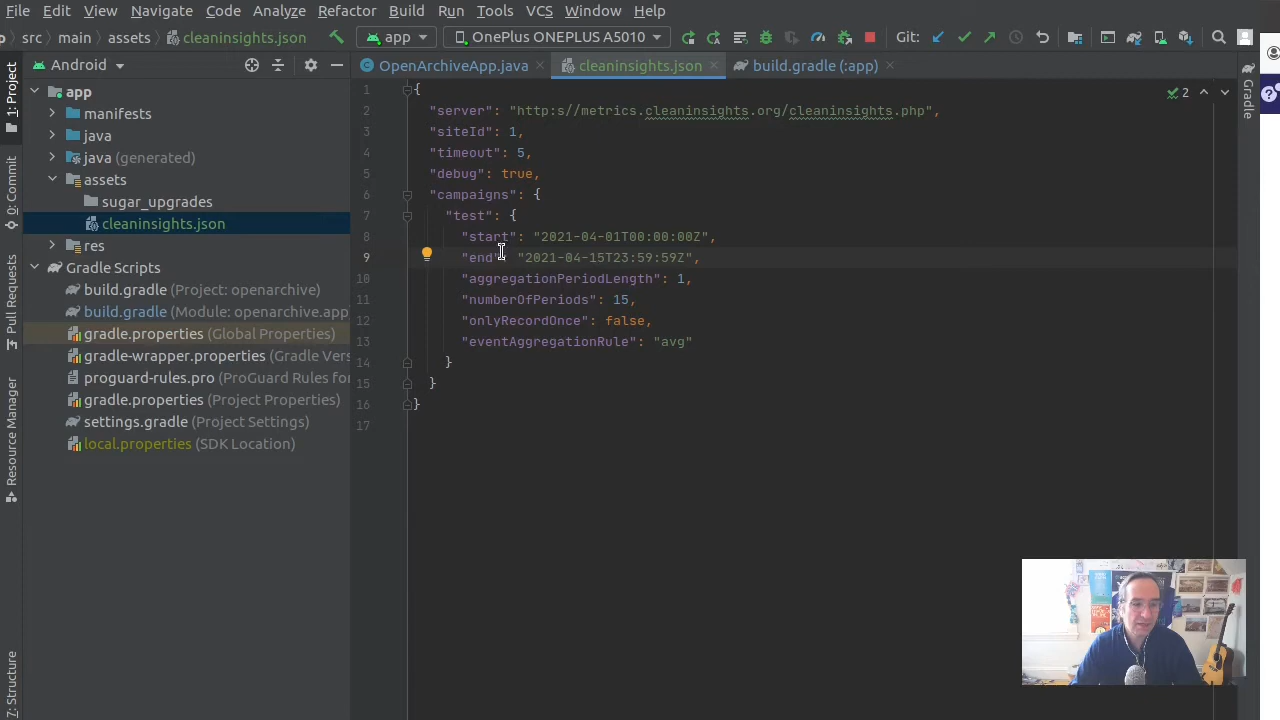 File Edit View Navigate Code Analyze Refactor Build Run Tools VCS Window Help
src main assets cleaninsights.json app OnePlus ONEPLUS A5010 Git:
1: Project
Android
OpenArchiveApp.java cleaninsights.json build.gradle (:app)
app
manifests
java
java (generated)
assets
sugar_upgrades
cleaninsights.json
res
Gradle Scripts
build.gradle (Project: openarchive)
build.gradle (Module: openarchive.app
gradle.properties (Global Properties)
gradle-wrapper.properties (Gradle Vers
proguard-rules.pro (ProGuard Rules for
gradle.properties (Project Properties)
settings.gradle (Project Settings)
local.properties (SDK Location)
0: Commit
Pull Requests
Resource Manager
7: Structure
1 {
2 "server": "http:s//metrics.cleaninsights.org/cleaninsights.php",
3 "siteId": 1,
4 "timeout": 5,
5 "debug": true,
6 "campaigns": {
7 "test": {
8 "start": "2021-04-01T00:00:00Z",
9 "end": "2021-04-15T23:59:59Z",
10 "aggregationPeriodLength": 1,
11 "numberOfPeriods": 15,
12 "onlyRecordOnce": false,
13 "eventAggregationRule": "avg"
14 }
15 }
16 }
17
2
Gradle